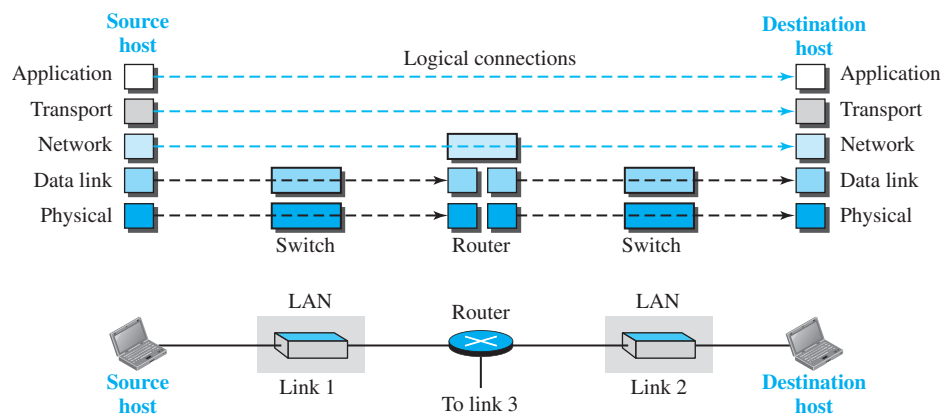 Source
host
Destination
host
Logical connections
Application
Application
Transport
Transport
Network
Network
Data link
Data link
Physical
Physical
Switch
Router
Switch
LAN
Router
LAN
Source
host
Link 1
To link 3
Link 2
Destination
host